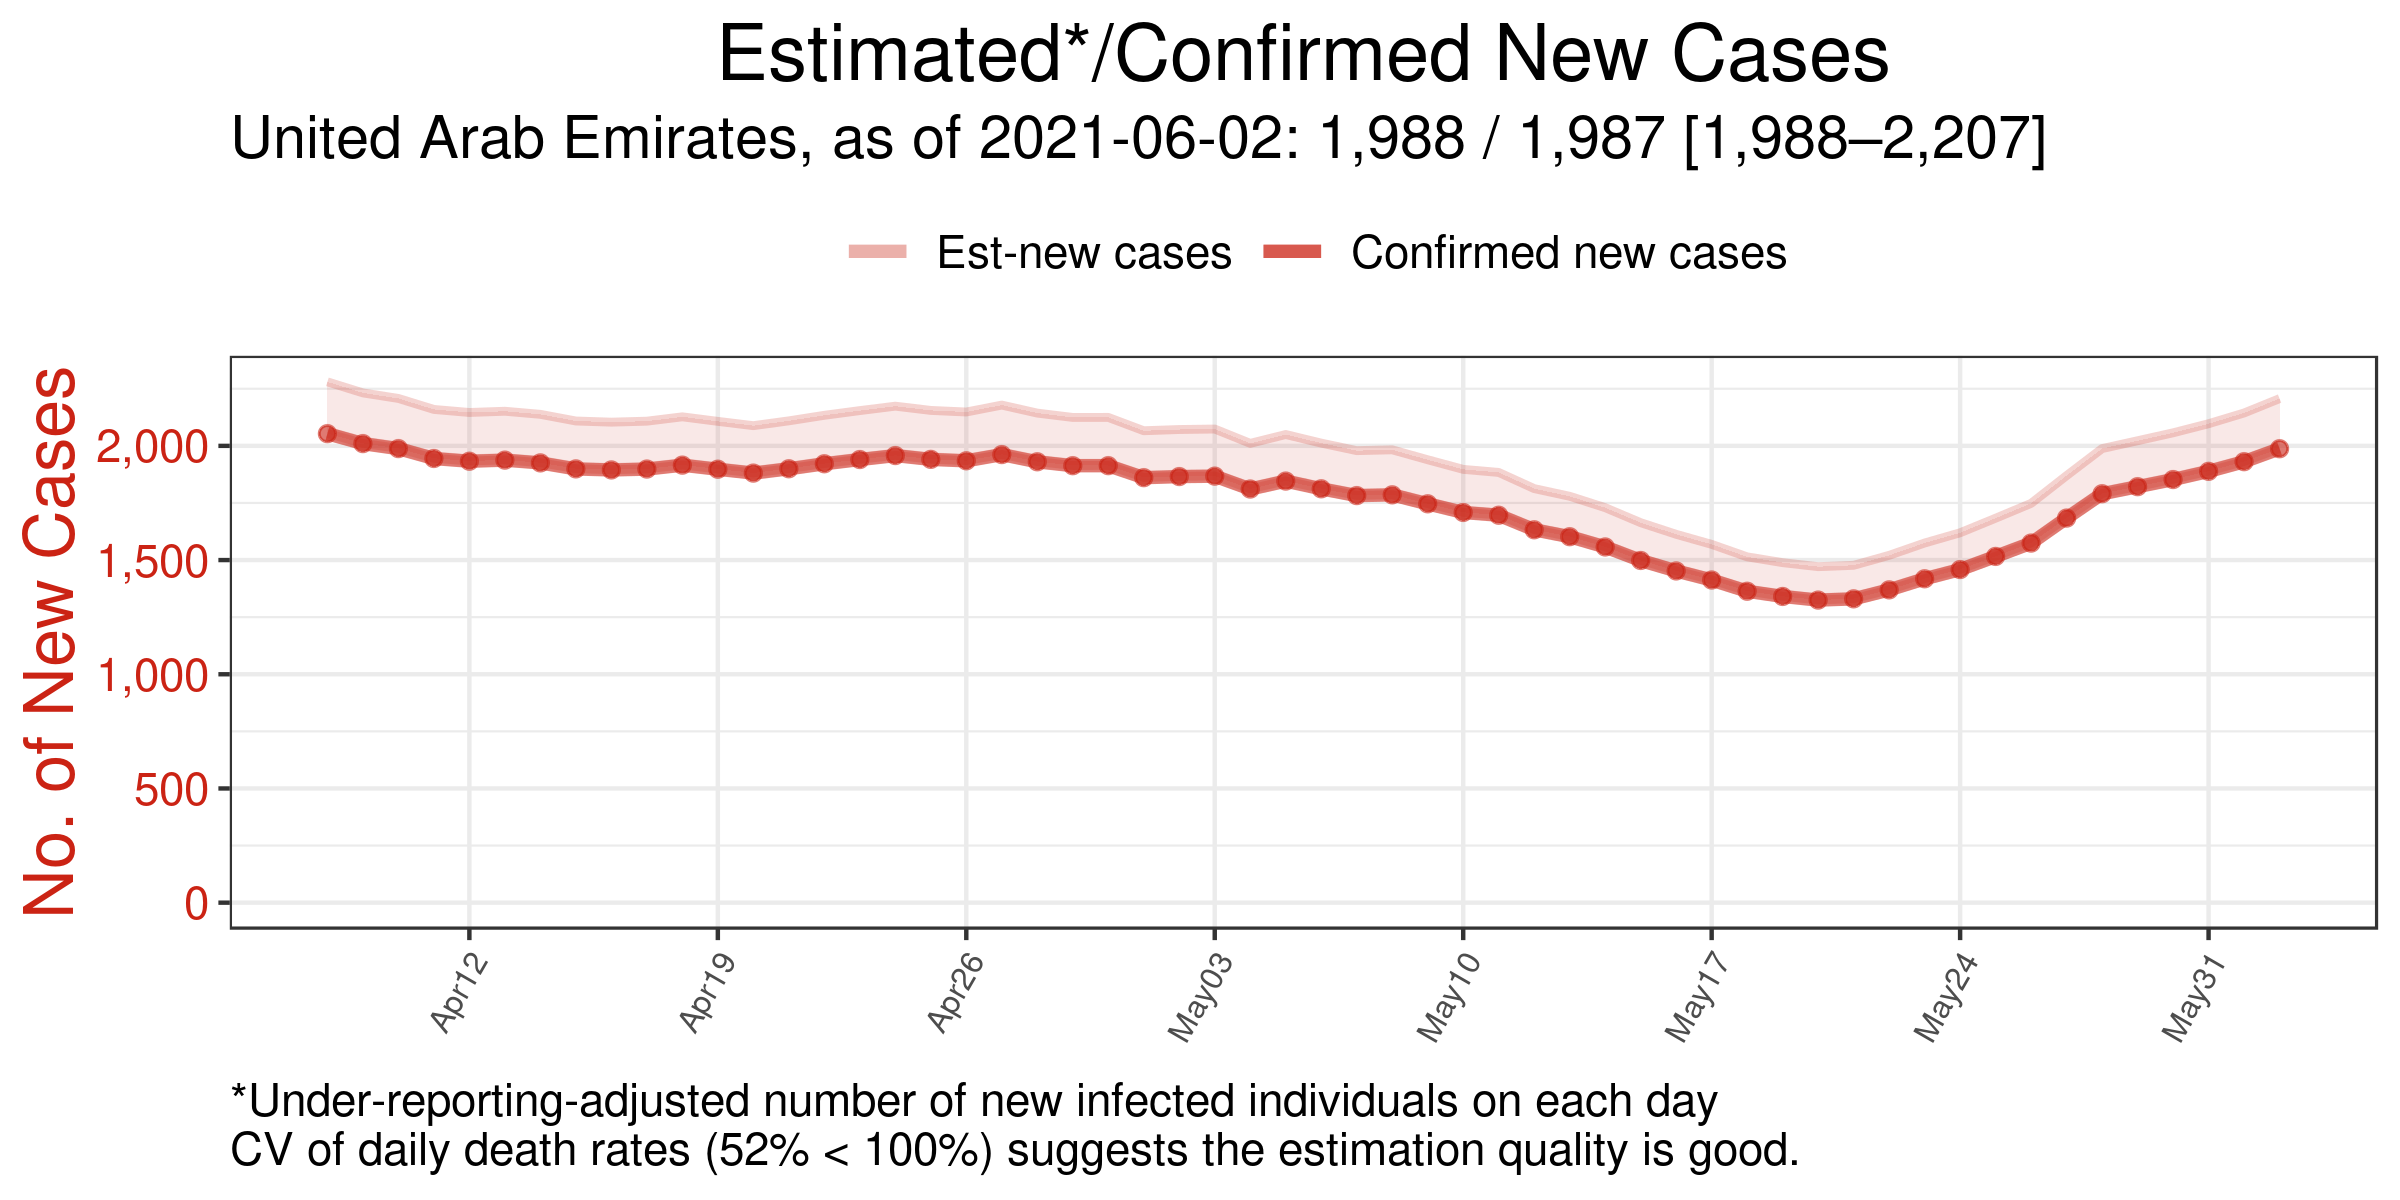 Estimated*/Confirmed New Cases
United Arab Emirates, as of 2021-06-02: 1,988 / 1,987 [1,988–2,207]
Est-new cases Confirmed new cases
No. of New Cases
2,000
1,500
1,000
500
0
Apr12 Apr19 Apr26 May03 May10 May17 May24 May31
*Under-reporting-adjusted number of new infected individuals on each day
CV of daily death rates (52% < 100%) suggests the estimation quality is good.